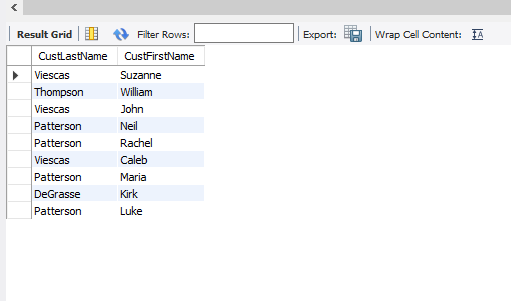 Result Grid Filter Rows: Export: Wrap Cell Content: IA
CustLastName CustFirstName
Viescas Suzanne
Thompson William
Viescas John
Patterson Neil
Patterson Rachel
Viescas Caleb
Patterson Maria
DeGrasse Kirk
Patterson Luke